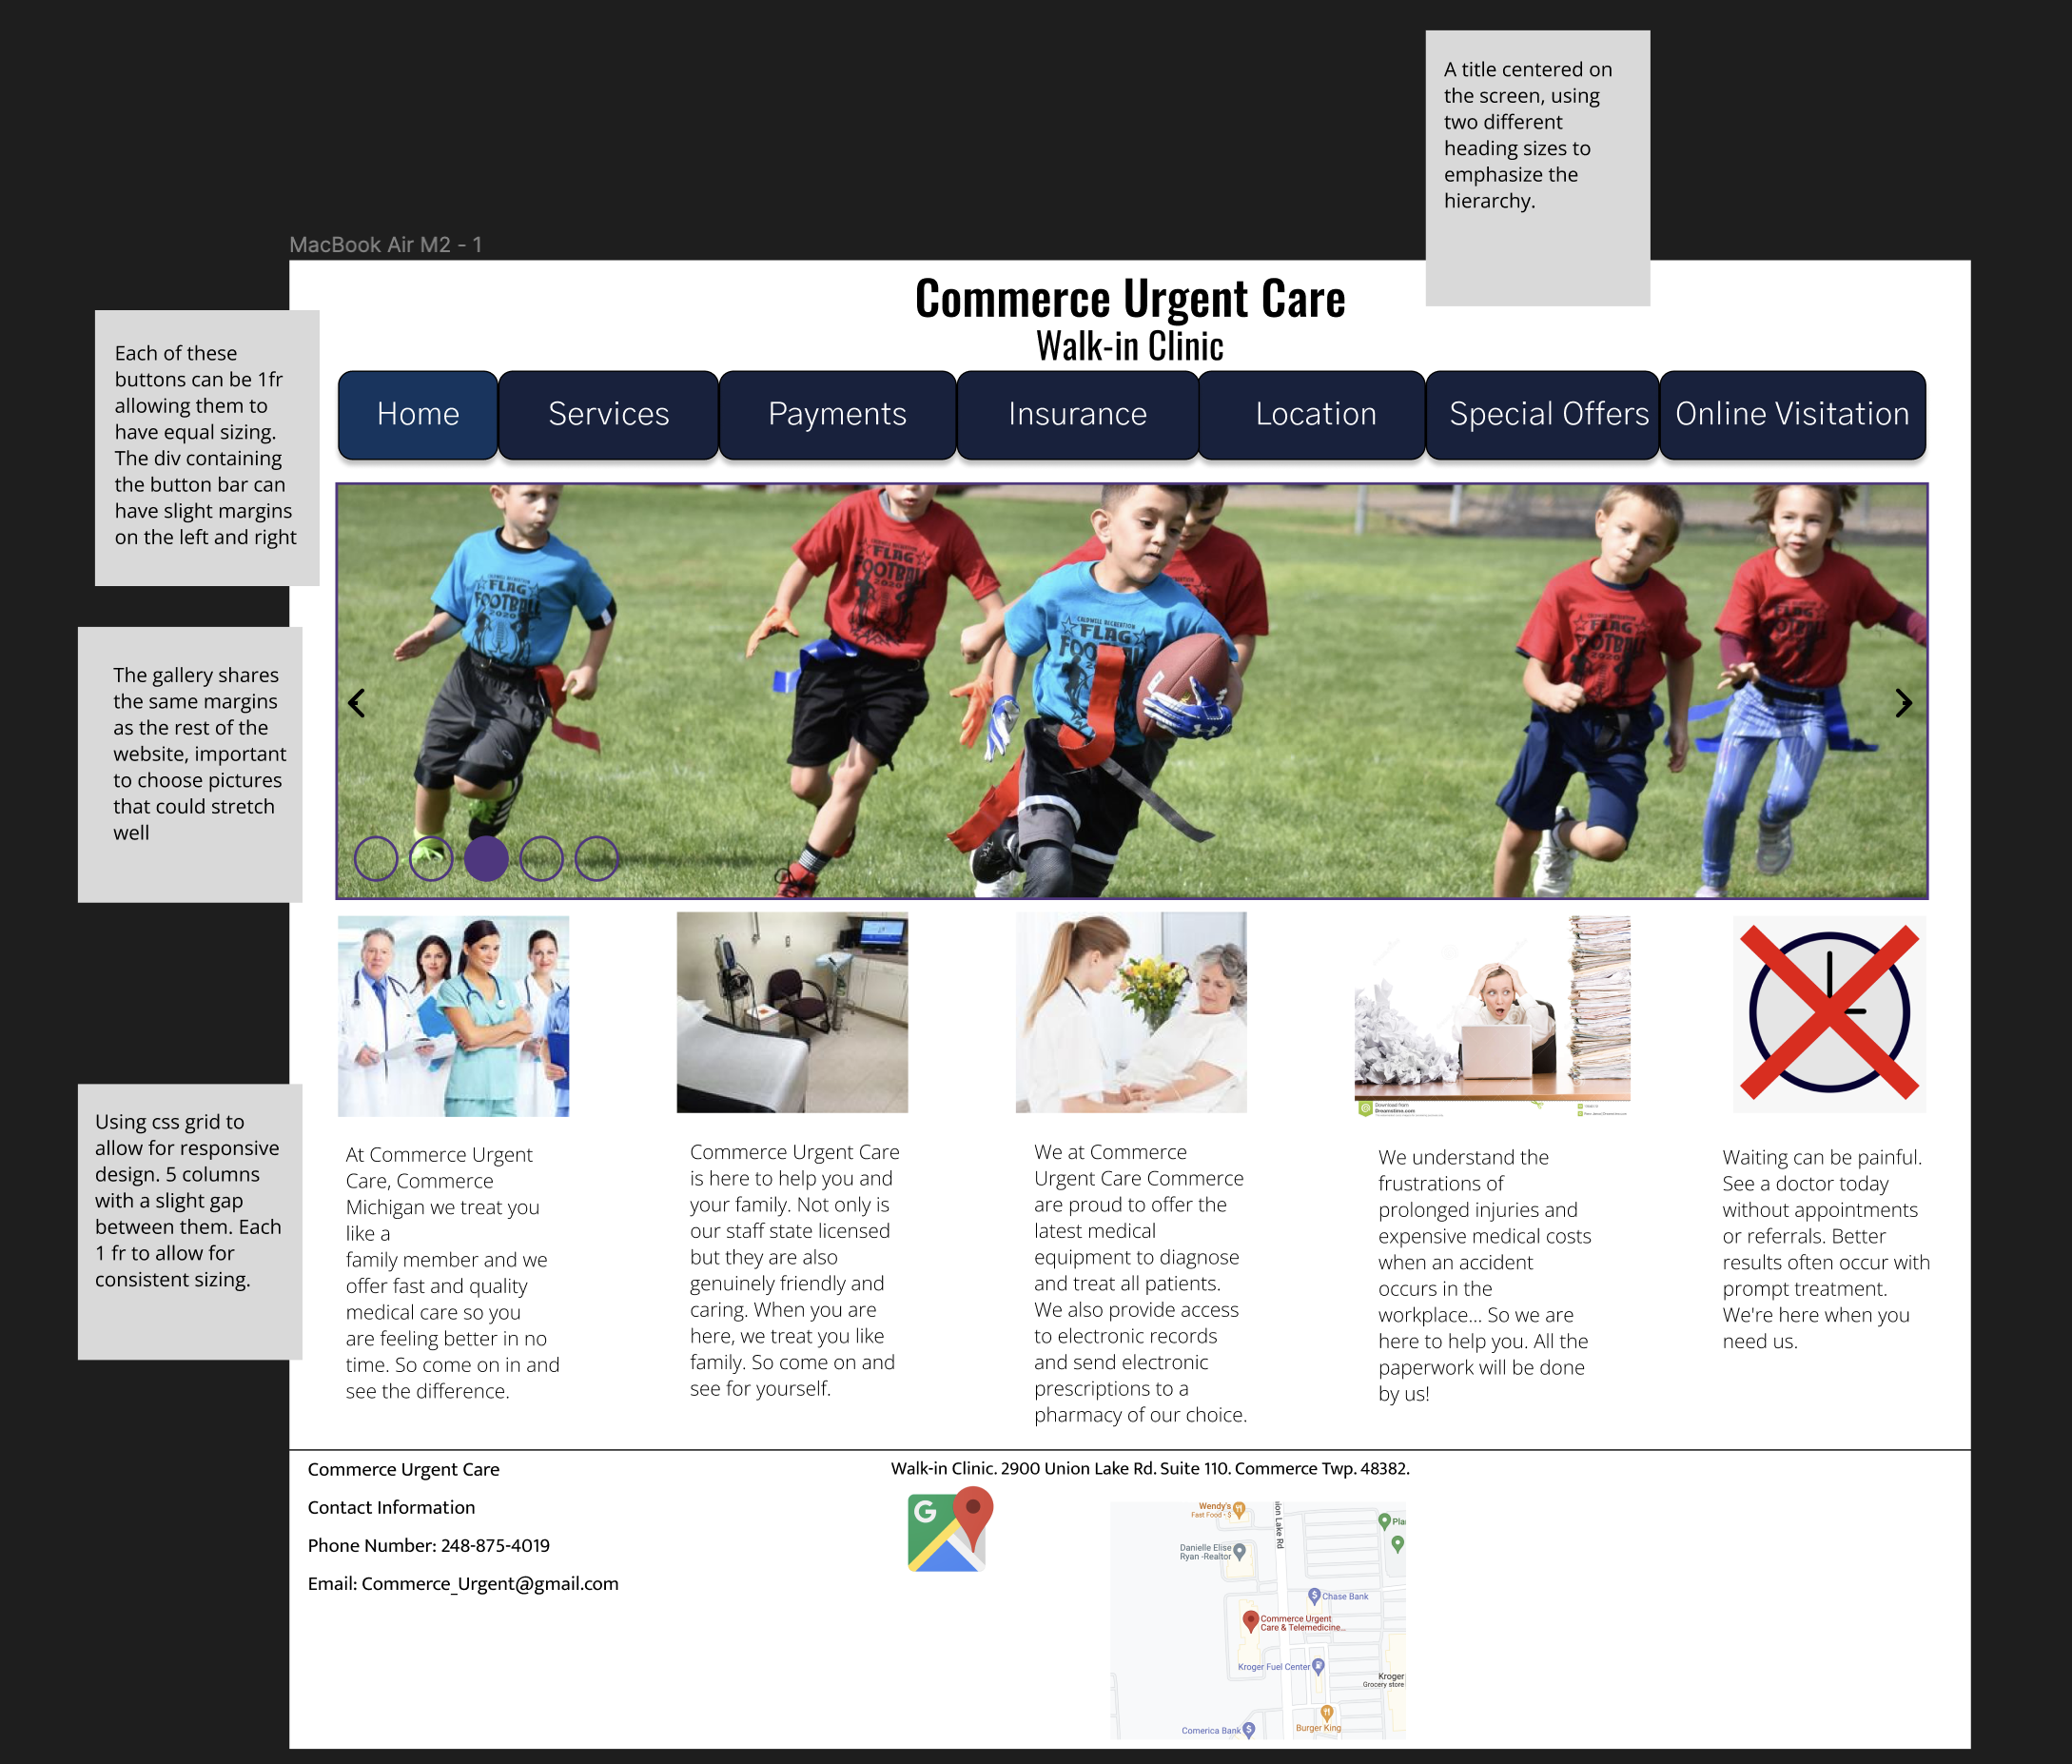 A title centered on
the screen, using
two different
heading sizes to
emphasize the
hierarchy.
MacBook Air M2 - 1
Commerce Urgent Care
Walk-in Clinic
Each of these
buttons can be 1fr
allowing them to
have equal sizing.
The div containing
the button bar can
have slight margins
on the left and right
Home
Services
Payments
Insurance
Location
Special Offers
Online Visitation
The gallery shares
the same margins
as the rest of the
website, important
to choose pictures
that could stretch
well
FLAG
FOOTBALL
2020
CALDWELL RECREATION
FLAG
FOOTBALL
2020
CALDWELL RECREATION
FLAG
Using css grid to
allow for responsive
design. 5 columns
with a slight gap
between them. Each
1 fr to allow for
consistent sizing.
Download from
Dreamstime.com
At Commerce Urgent
Care, Commerce
Michigan we treat you
like a
family member and we
offer fast and quality
medical care so you
are feeling better in no
time. So come on in and
see the difference.
Commerce Urgent Care
is here to help you and
your family. Not only is
our staff state licensed
but they are also
genuinely friendly and
caring. When you are
here, we treat you like
family. So come on and
see for yourself.
We at Commerce
Urgent Care Commerce
are proud to offer the
latest medical
equipment to diagnose
and treat all patients.
We also provide access
to electronic records
and send electronic
prescriptions to a
pharmacy of our choice.
We understand the
frustrations of
prolonged injuries and
expensive medical costs
when an accident
occurs in the
workplace... So we are
here to help you. All the
paperwork will be done
by us!
Waiting can be painful.
See a doctor today
without appointments
or referrals. Better
results often occur with
prompt treatment.
We're here when you
need us.
Commerce Urgent Care
Contact Information
Phone Number: 248-875-4019
Email: Commerce_Urgent@gmail.com
Walk-in Clinic. 2900 Union Lake Rd. Suite 110. Commerce Twp. 48382.
G
Wendy's
Fast Food - $
ion Lake Rd
Pla
Danielle Elise
Ryan -Realtor
Chase Bank
Commerce Urgent
Care & Telemedicine...
Kroger Fuel Center
Kroger
Grocery store
Burger King
Comerica Bank